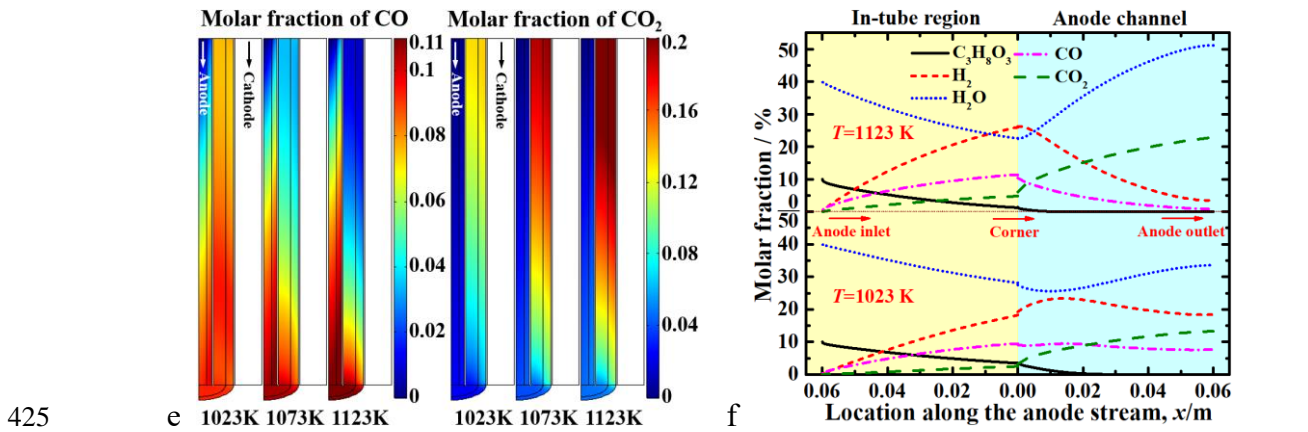 Molar fraction of CO
Molar fraction of CO2
Anode
Cathode
0.11
0.1
0.08
0.06
0.04
0.02
0
1023K 1073K 1123K
Anode
Cathode
0.2
0.16
0.12
0.08
0.04
0
1023K 1073K 1123K
425
e
f
In-tube region
Anode channel
C3H8O3
CO
H2
CO2
H2O
T=1123 K
50
40
30
20
10
0
Anode inlet
Corner
Anode outlet
T=1023 K
50
40
30
20
10
0
Molar fraction / %
0.06 0.04 0.02 0.00 0.02 0.04 0.06
Location along the anode stream, x/m